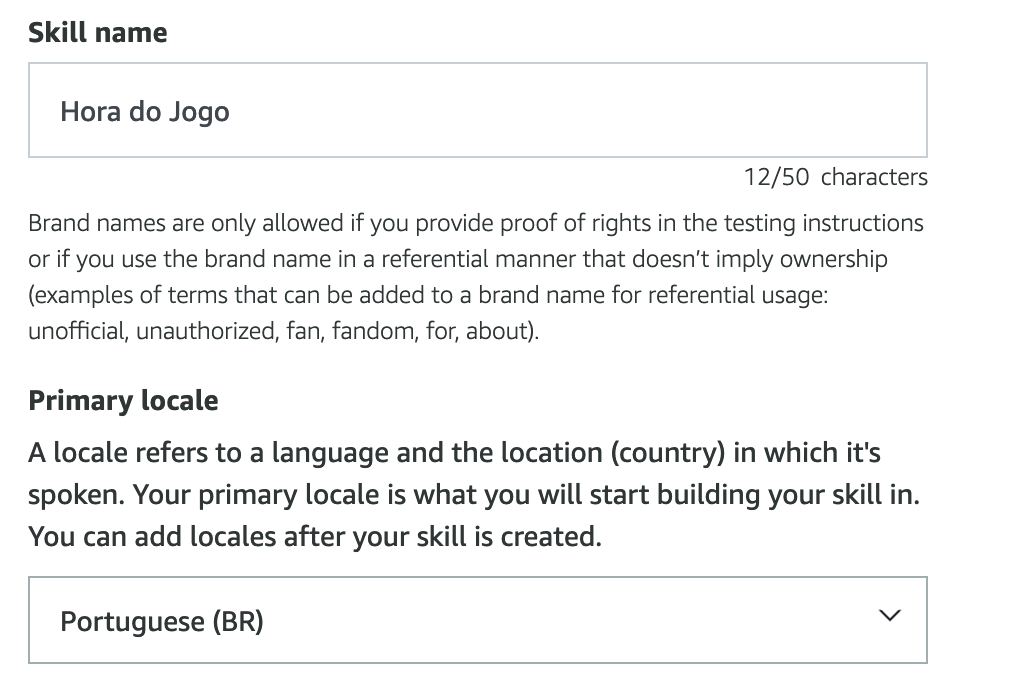 Skill name
Hora do Jogo
12/50 characters
Brand names are only allowed if you provide proof of rights in the testing instructions
or if you use the brand name in a referential manner that doesn’t imply ownership
(examples of terms that can be added to a brand name for referential usage:
unofficial, unauthorized, fan, fandom, for, about).
Primary locale
A locale refers to a language and the location (country) in which it's
spoken. Your primary locale is what you will start building your skill in.
You can add locales after your skill is created.
Portuguese (BR)